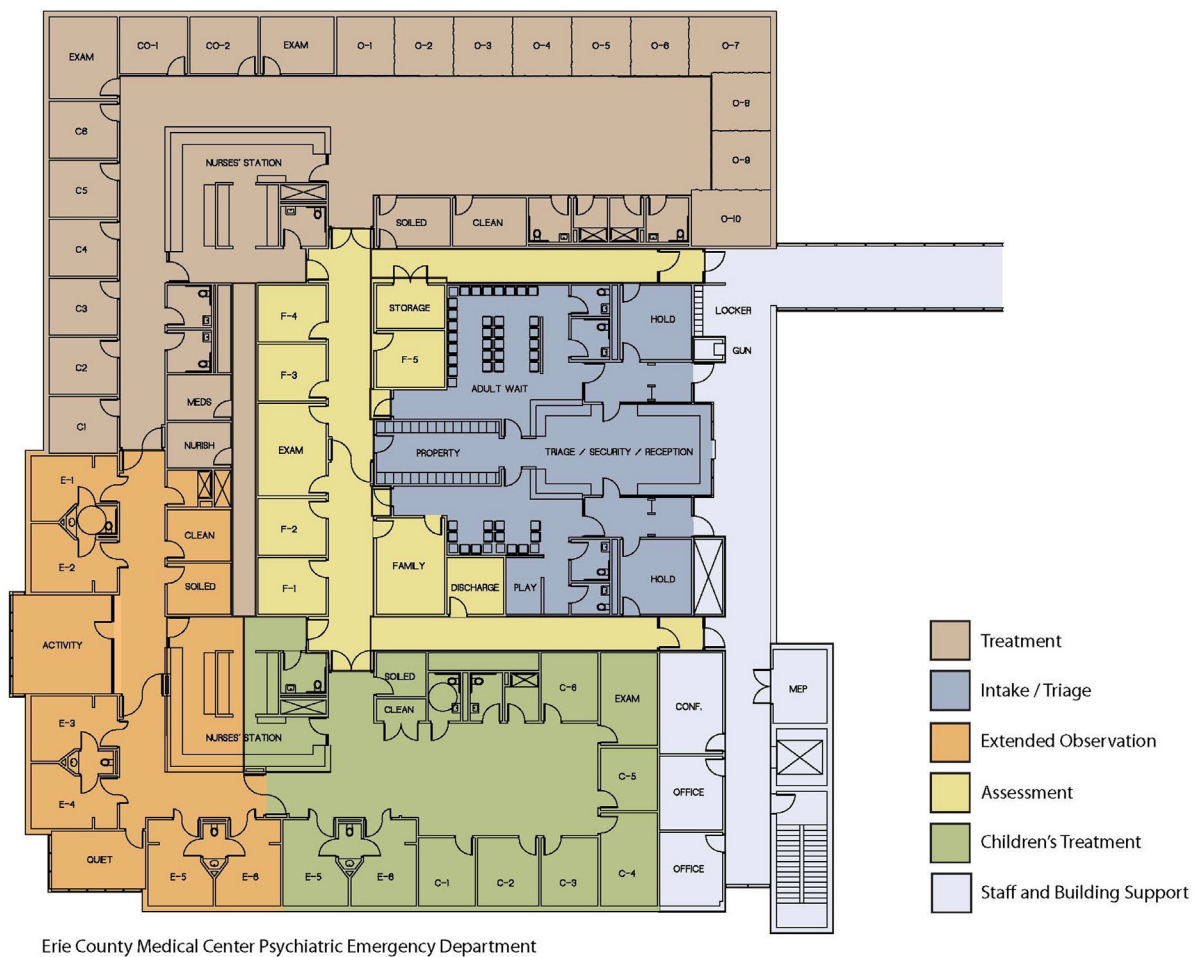 EXAM
CO-1
CO-2
EXAM
O-1
O-2
O-3
O-4
O-5
O-6
O-7
O-8
O-9
O-10
C6
C5
C4
C3
C2
C1
NURSES' STATION
SOILED
CLEAN
STORAGE
F-4
F-3
F-5
EXAM
F-2
F-1
HOLD
LOCKER
GUN
ADULT WAIT
MEDS
NURISH
PROPERTY
TRIAGE / SECURITY / RECEPTION
E-1
E-2
CLEAN
SOILED
FAMILY
DISCHARGE
PLAY
HOLD
ACTIVITY
E-3
E-4
QUIET
NURSES' STATION
SOILED
CLEAN
C-6
EXAM
CONF.
MEP
C-5
OFFICE
OFFICE
E-5
E-6
E-5
E-6
C-1
C-2
C-3
C-4
Treatment
Intake / Triage
Extended Observation
Assessment
Children's Treatment
Staff and Building Support
Erie County Medical Center Psychiatric Emergency Department